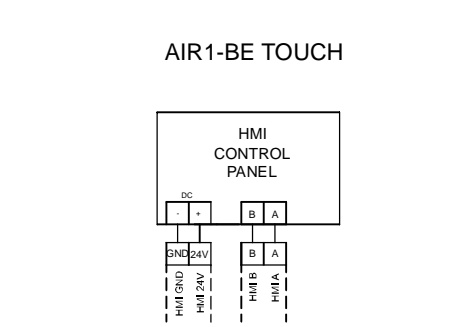 AIR1-BE TOUCH
HMI
CONTROL
PANEL
DC
- + B A
GND 24V B A
HMI GND HMI 24V HMI B HMI A